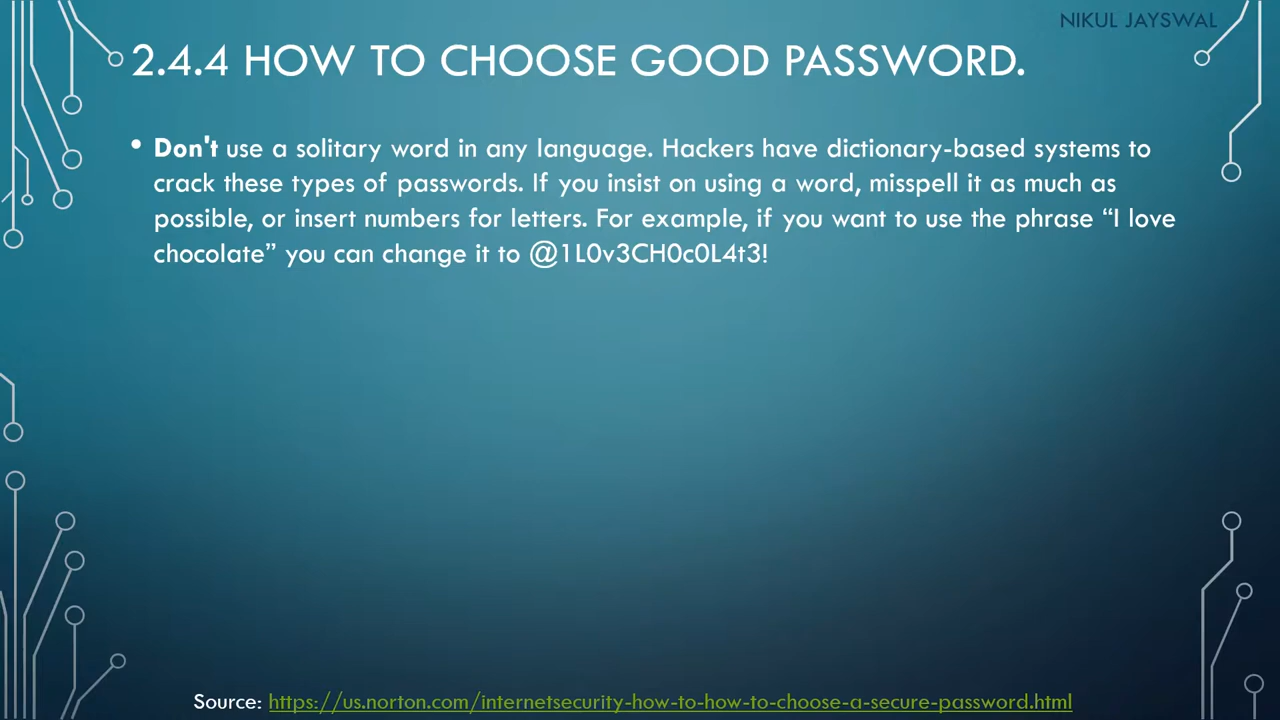 NIKUL JAYSWAL
2.4.4 HOW TO CHOOSE GOOD PASSWORD.
• Don't use a solitary word in any language. Hackers have dictionary-based systems to
crack these types of passwords. If you insist on using a word, misspell it as much as
possible, or insert numbers for letters. For example, if you want to use the phrase “I love
chocolate” you can change it to @1L0v3CH0c0L4t3!
Source: https://us.norton.com/internetsecurity-how-to-how-to-choose-a-secure-password.html